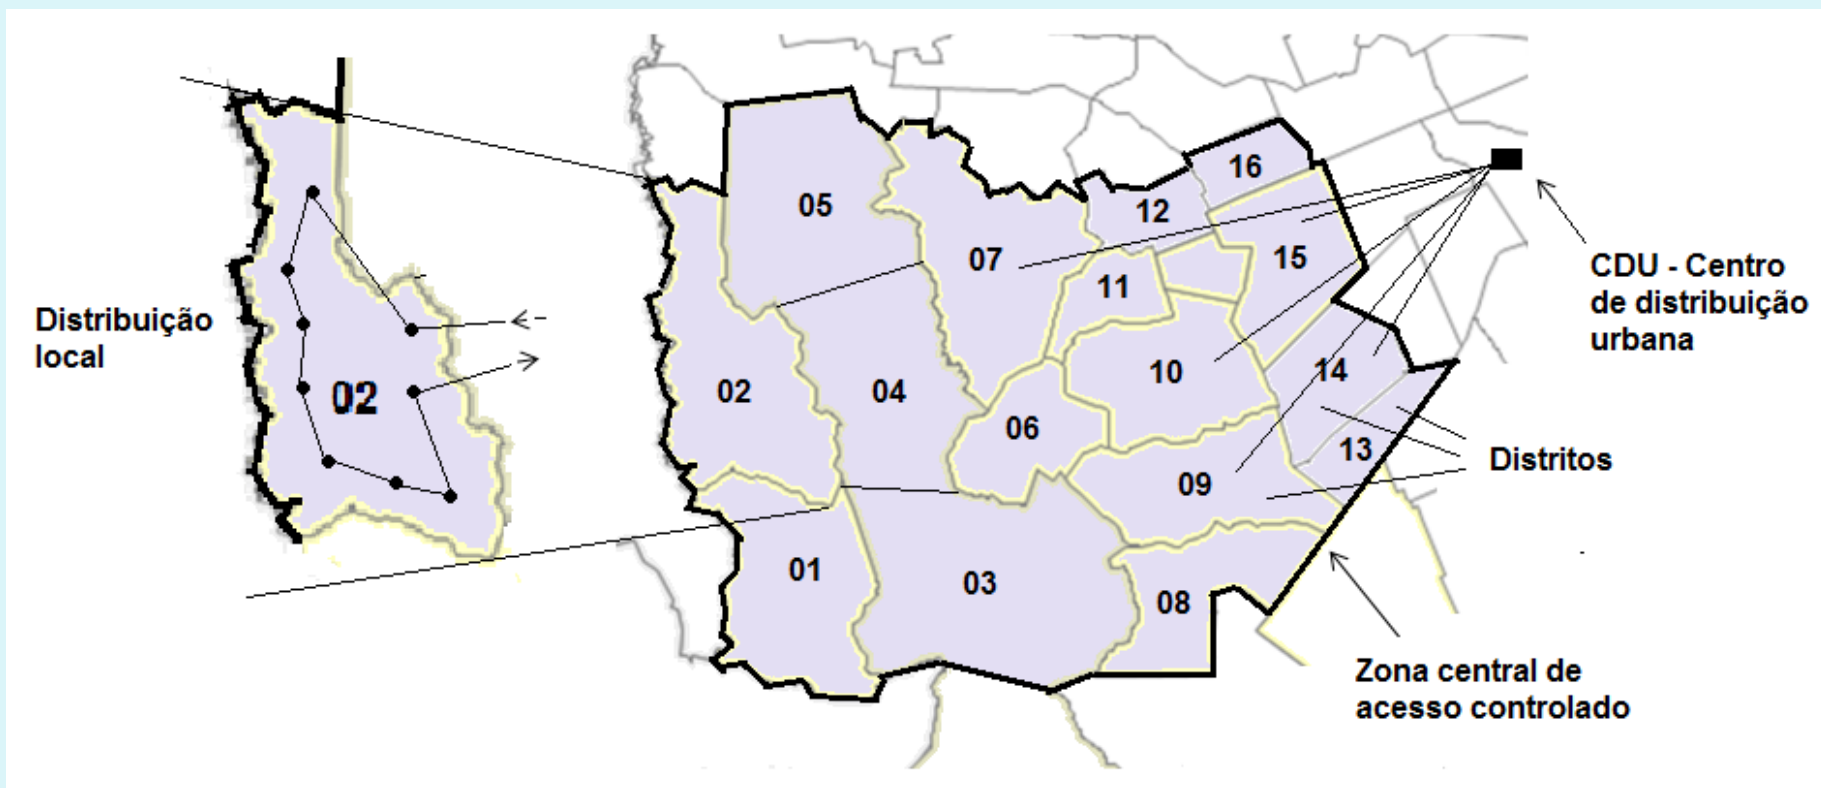 16
05
12
07
15
11
CDU - Centro
de distribuição
urbana
Distribuição
local
02
02
04
10
14
06
13
Distritos
09
01
03
08
Zona central de
acesso controlado